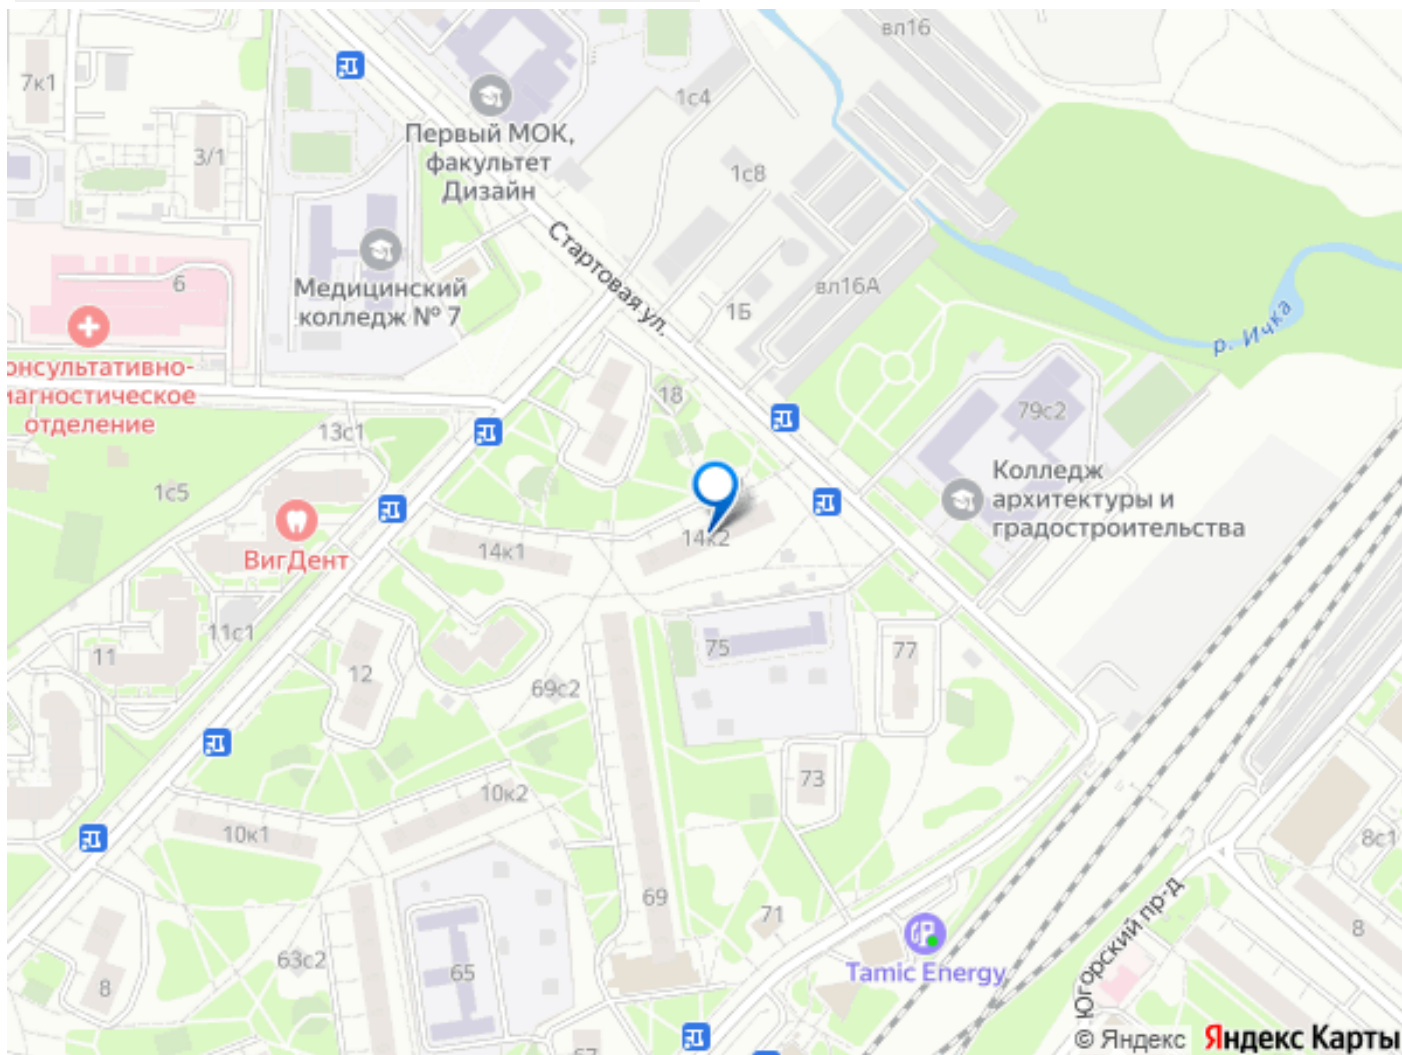 вл16
7к1
1с4
Первый МОК,
факультет
Дизайн
3/1
1с8
Стартовая ул.
Медицинский
колледж № 7
6
вл16А
1Б
р. Ичка
онсультативно-
иагностическое
отделение
18
79с2
13с1
Колледж
архитектуры и
градостроительства
1с5
14к1
14к2
ВигДент
11с1
11
75
77
12
69с2
73
10к2
10к1
8с1
69
71
8
Югорский пр-д
63с2
65
8
Tamic Energy
67
© Яндекс Яндекс Карты